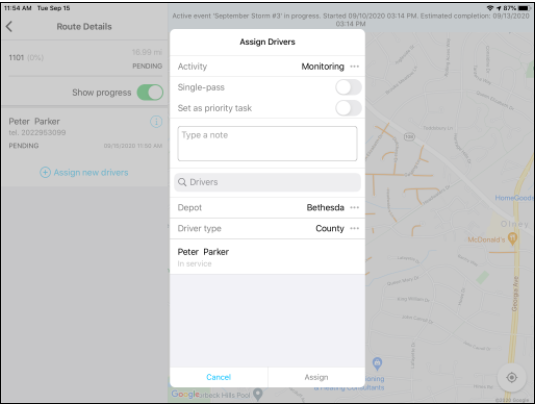 11:54 AM Tue Sep 15
87%
Active event 'September Storm #3' in progress. Started 09/10/2020 03:14 PM. Estimated completion: 09/13/2020
03:14 PM
Route Details
1101 (0%)
16.99 mi
PENDING
Show progress
Peter Parker
tel. 2022953099
PENDING
09/15/2020 11:50 AM
Assign new drivers
Assign Drivers
Activity Monitoring ...
Single-pass
Set as priority task
Type a note
Drivers
Depot Bethesda ...
Driver type County ...
Peter Parker
In service
Cancel Assign
HomeGoods
Olney
McDonald's
Georgia Ave
Google
Hills Pool
Consultants